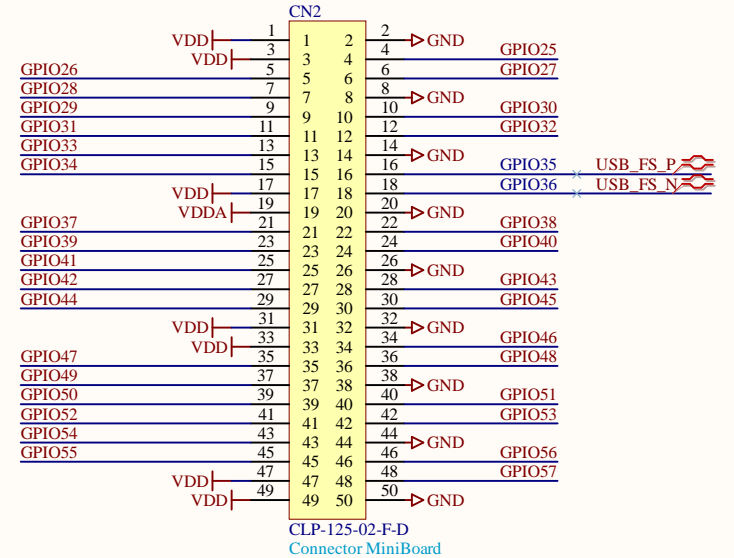 CN2
VDD 1 1 2 2 GND
VDD 3 3 4 4 GPIO25
GPIO26 5 5 6 6 GPIO27
GPIO28 7 7 8 8 GND
GPIO29 9 9 10 10 GPIO30
GPIO31 11 11 12 12 GPIO32
GPIO33 13 13 14 14 GND
GPIO34 15 15 16 16 GPIO35 USB_FS_P
VDD 17 17 18 18 GPIO36 USB_FS_N
VDDA 19 19 20 20 GND
GPIO37 21 21 22 22 GPIO38
GPIO39 23 23 24 24 GPIO40
GPIO41 25 25 26 26 GND
GPIO42 27 27 28 28 GPIO43
GPIO44 29 29 30 30 GPIO45
VDD 31 31 32 32 GND
VDD 33 33 34 34 GPIO46
GPIO47 35 35 36 36 GPIO48
GPIO49 37 37 38 38 GND
GPIO50 39 39 40 40 GPIO51
GPIO52 41 41 42 42 GPIO53
GPIO54 43 43 44 44 GND
GPIO55 45 45 46 46 GPIO56
VDD 47 47 48 48 GPIO57
VDD 49 49 50 50 GND
CLP-125-02-F-D
Connector MiniBoard